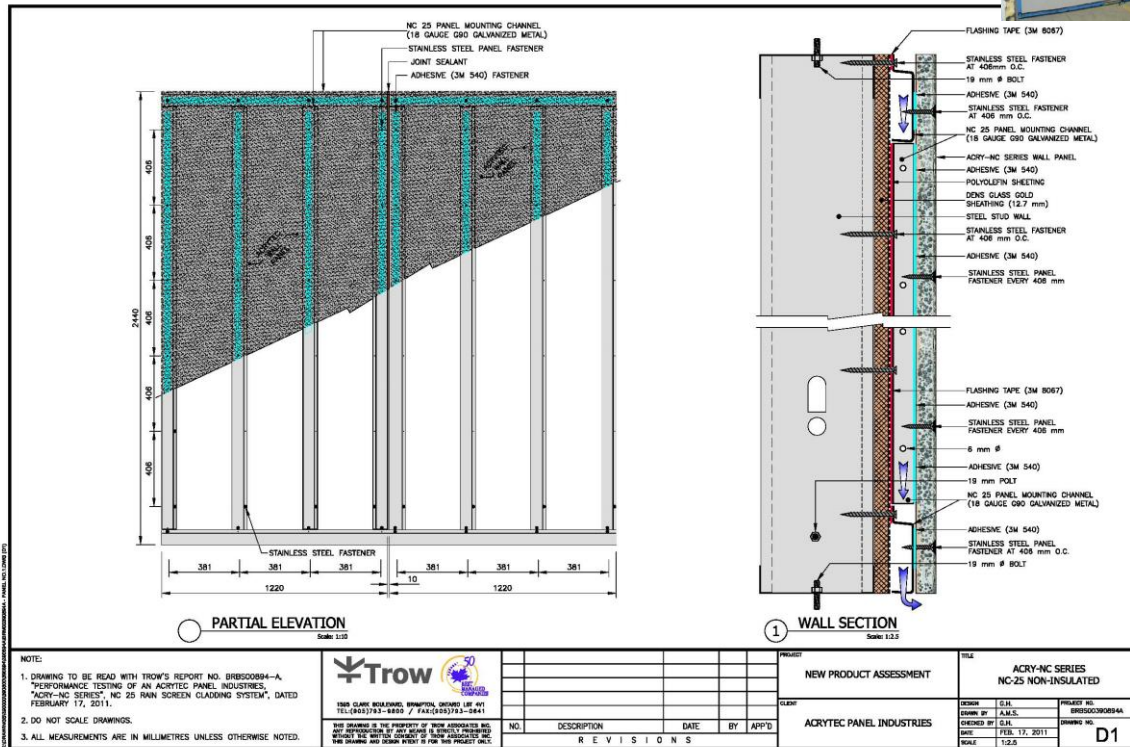 NC 25 PANEL MOUNTING CHANNEL
(18 GAUGE G90 GALVANIZED METAL)
STAINLESS STEEL PANEL FASTENER
JOINT SEALANT
ADHESIVE (3M 540) FASTENER
406
406
406
406
406
2440
ACRYTEC
WALL
PANEL
ACRYTEC
WALL
PANEL
STAINLESS STEEL FASTENER
381
381
381
381
381
381
10
1220
1220
PARTIAL ELEVATION
Scale: 1:10
FLASHING TAPE (3M 8067)
STAINLESS STEEL FASTENER
AT 406mm O.C.
19 mm Ø BOLT
ADHESIVE (3M 540)
STAINLESS STEEL FASTENER
AT 406 mm O.C.
NC 25 PANEL MOUNTING CHANNEL
(18 GAUGE G90 GALVANIZED METAL)
ACRY-NC SERIES WALL PANEL
ADHESIVE (3M 540)
POLYOLEFIN SHEETING
DENS GLASS GOLD
SHEATHING (12.7 mm)
STEEL STUD WALL
STAINLESS STEEL FASTENER
AT 406 mm O.C.
ADHESIVE (3M 540)
STAINLESS STEEL PANEL
FASTENER EVERY 406 mm
FLASHING TAPE (3M 8067)
ADHESIVE (3M 540)
STAINLESS STEEL PANEL
FASTENER EVERY 406 mm
6 mm Ø
ADHESIVE (3M 540)
19 mm POLT
NC 25 PANEL MOUNTING CHANNEL
(18 GAUGE G90 GALVANIZED METAL)
ADHESIVE (3M 540)
STAINLESS STEEL PANEL
FASTENER AT 406 mm O.C.
19 mm Ø BOLT
1
WALL SECTION
Scale: 1:2.5
NOTE:
1. DRAWING TO BE READ WITH TROW'S REPORT NO. BRBS00894-A,
"PERFORMANCE TESTING OF AN ACRYTEC PANEL INDUSTRIES,
"ACRY-NC SERIES", NC 25 RAIN SCREEN CLADDING SYSTEM", DATED
FEBRUARY 17, 2011.
2. DO NOT SCALE DRAWINGS.
3. ALL MEASUREMENTS ARE IN MILLIMETRES UNLESS OTHERWISE NOTED.
Trow
50
BEST
MANAGED
COMPANIES
1595 CLARK BOULEVARD, BRAMPTON, ONTARIO L6T 4V1
TEL:(905)793-9800 / FAX:(905)793-0641
THIS DRAWING IS THE PROPERTY OF TROW ASSOCIATES INC.
ANY REPRODUCTION BY ANY MEANS IS STRICTLY PROHIBITED
WITHOUT THE WRITTEN CONSENT OF TROW ASSOCIATES INC.
THIS DRAWING AND DESIGN INTENT IS FOR THIS PROJECT ONLY.
NO. DESCRIPTION DATE BY APP'D
REVISIONS
PROJECT
NEW PRODUCT ASSESSMENT
CLIENT
ACRYTEC PANEL INDUSTRIES
TITLE
ACRY-NC SERIES
NC-25 NON-INSULATED
DESIGN G.H.
DRAWN BY A.M.S.
CHECKED BY G.H.
DATE FEB. 17, 2011
SCALE 1:2.5
PROJECT NO.
BRBS00090894A
DRAWING NO.
D1